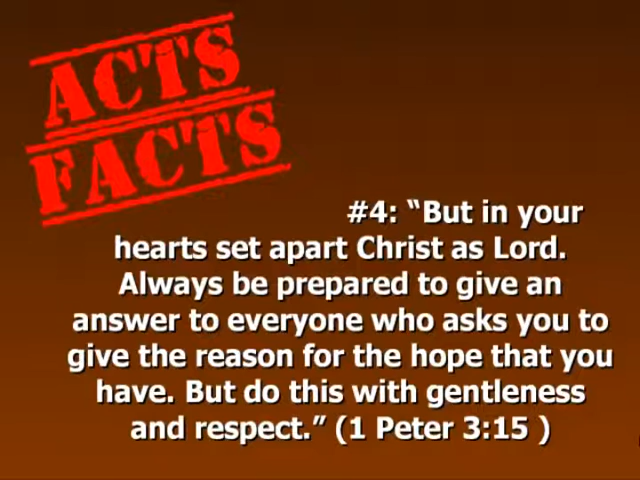 ACTS
FACTS
#4: “But in your
hearts set apart Christ as Lord.
Always be prepared to give an
answer to everyone who asks you to
give the reason for the hope that you
have. But do this with gentleness
and respect.” (1 Peter 3:15 )